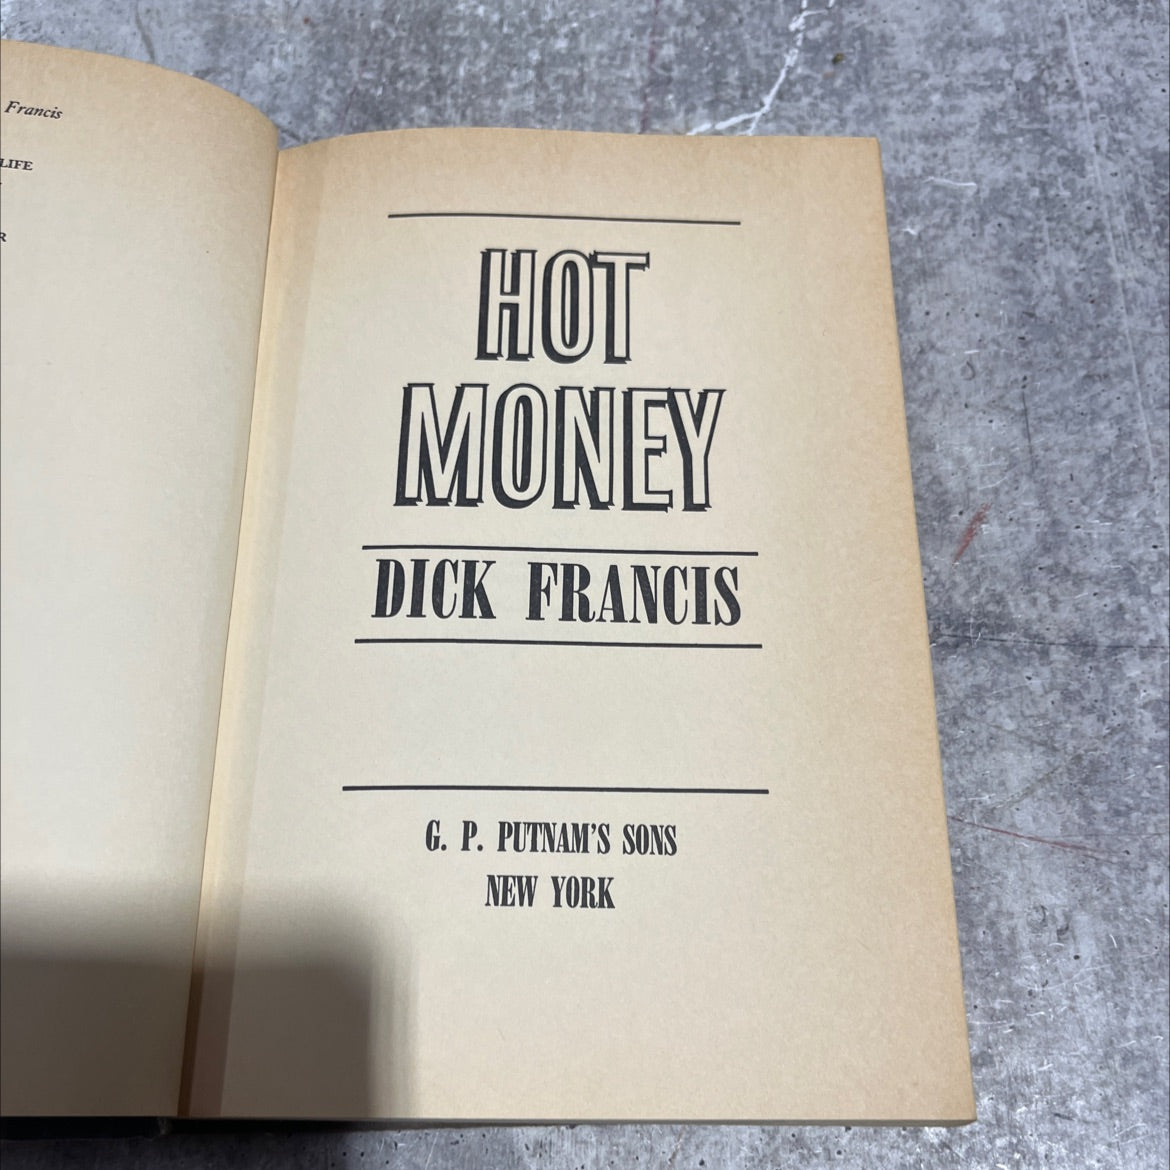 Francis
LIFE
R
HOT
MONEY
DICK FRANCIS
G. P. PUTNAM'S SONS
NEW YORK